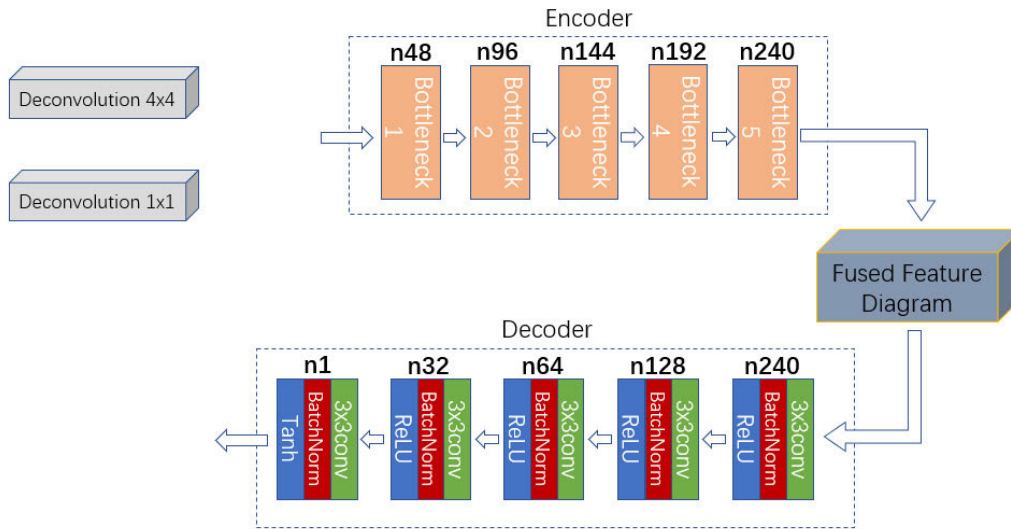 Encoder
n48
n96
n144
n192
n240
Deconvolution 4x4
Deconvolution 1x1
Bottleneck
1
Bottleneck
2
Bottleneck
3
Bottleneck
4
Bottleneck
5
Fused Feature
Diagram
Decoder
n1
n32
n64
n128
n240
Tanh
BatchNorm
3x3conv
ReLU
BatchNorm
3x3conv
ReLU
BatchNorm
3x3conv
ReLU
BatchNorm
3x3conv
ReLU
BatchNorm
3x3conv